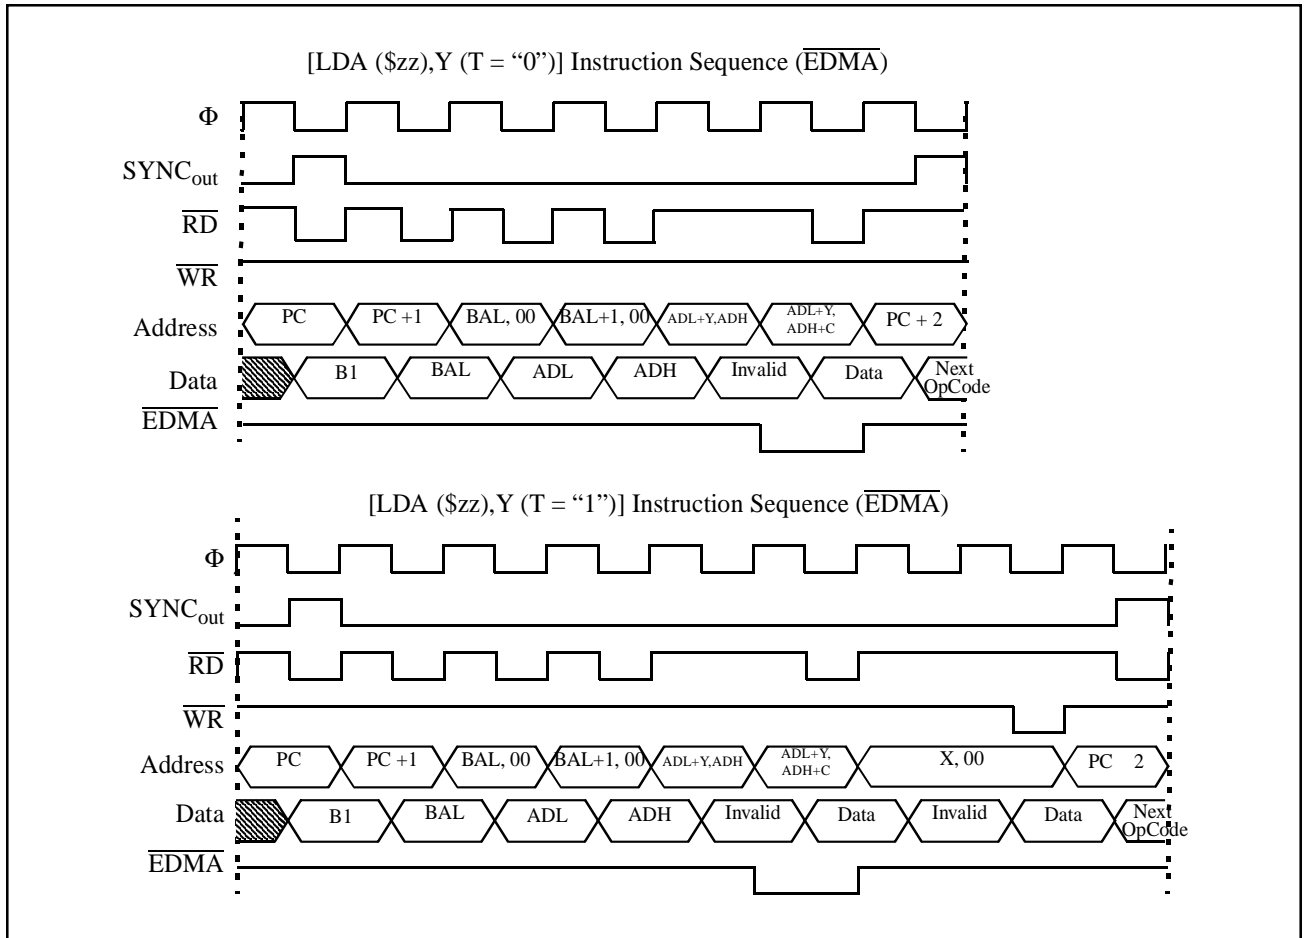 [LDA ($zz),Y (T = “0”)] Instruction Sequence (EDMA)
Φ
SYNCout
RD
WR
Address
PC
PC +1
BAL, 00
BAL+1, 00
ADL+Y,ADH
ADL+Y,
ADH+C
PC + 2
Data
B1
BAL
ADL
ADH
Invalid
Data
Next
OpCode
EDMA
[LDA ($zz),Y (T = “1”)] Instruction Sequence (EDMA)
Φ
SYNCout
RD
WR
Address
PC
PC +1
BAL, 00
BAL+1, 00
ADL+Y,ADH
ADL+Y,
ADH+C
X, 00
PC 2
Data
B1
BAL
ADL
ADH
Invalid
Data
Invalid
Data
Next
OpCode
EDMA